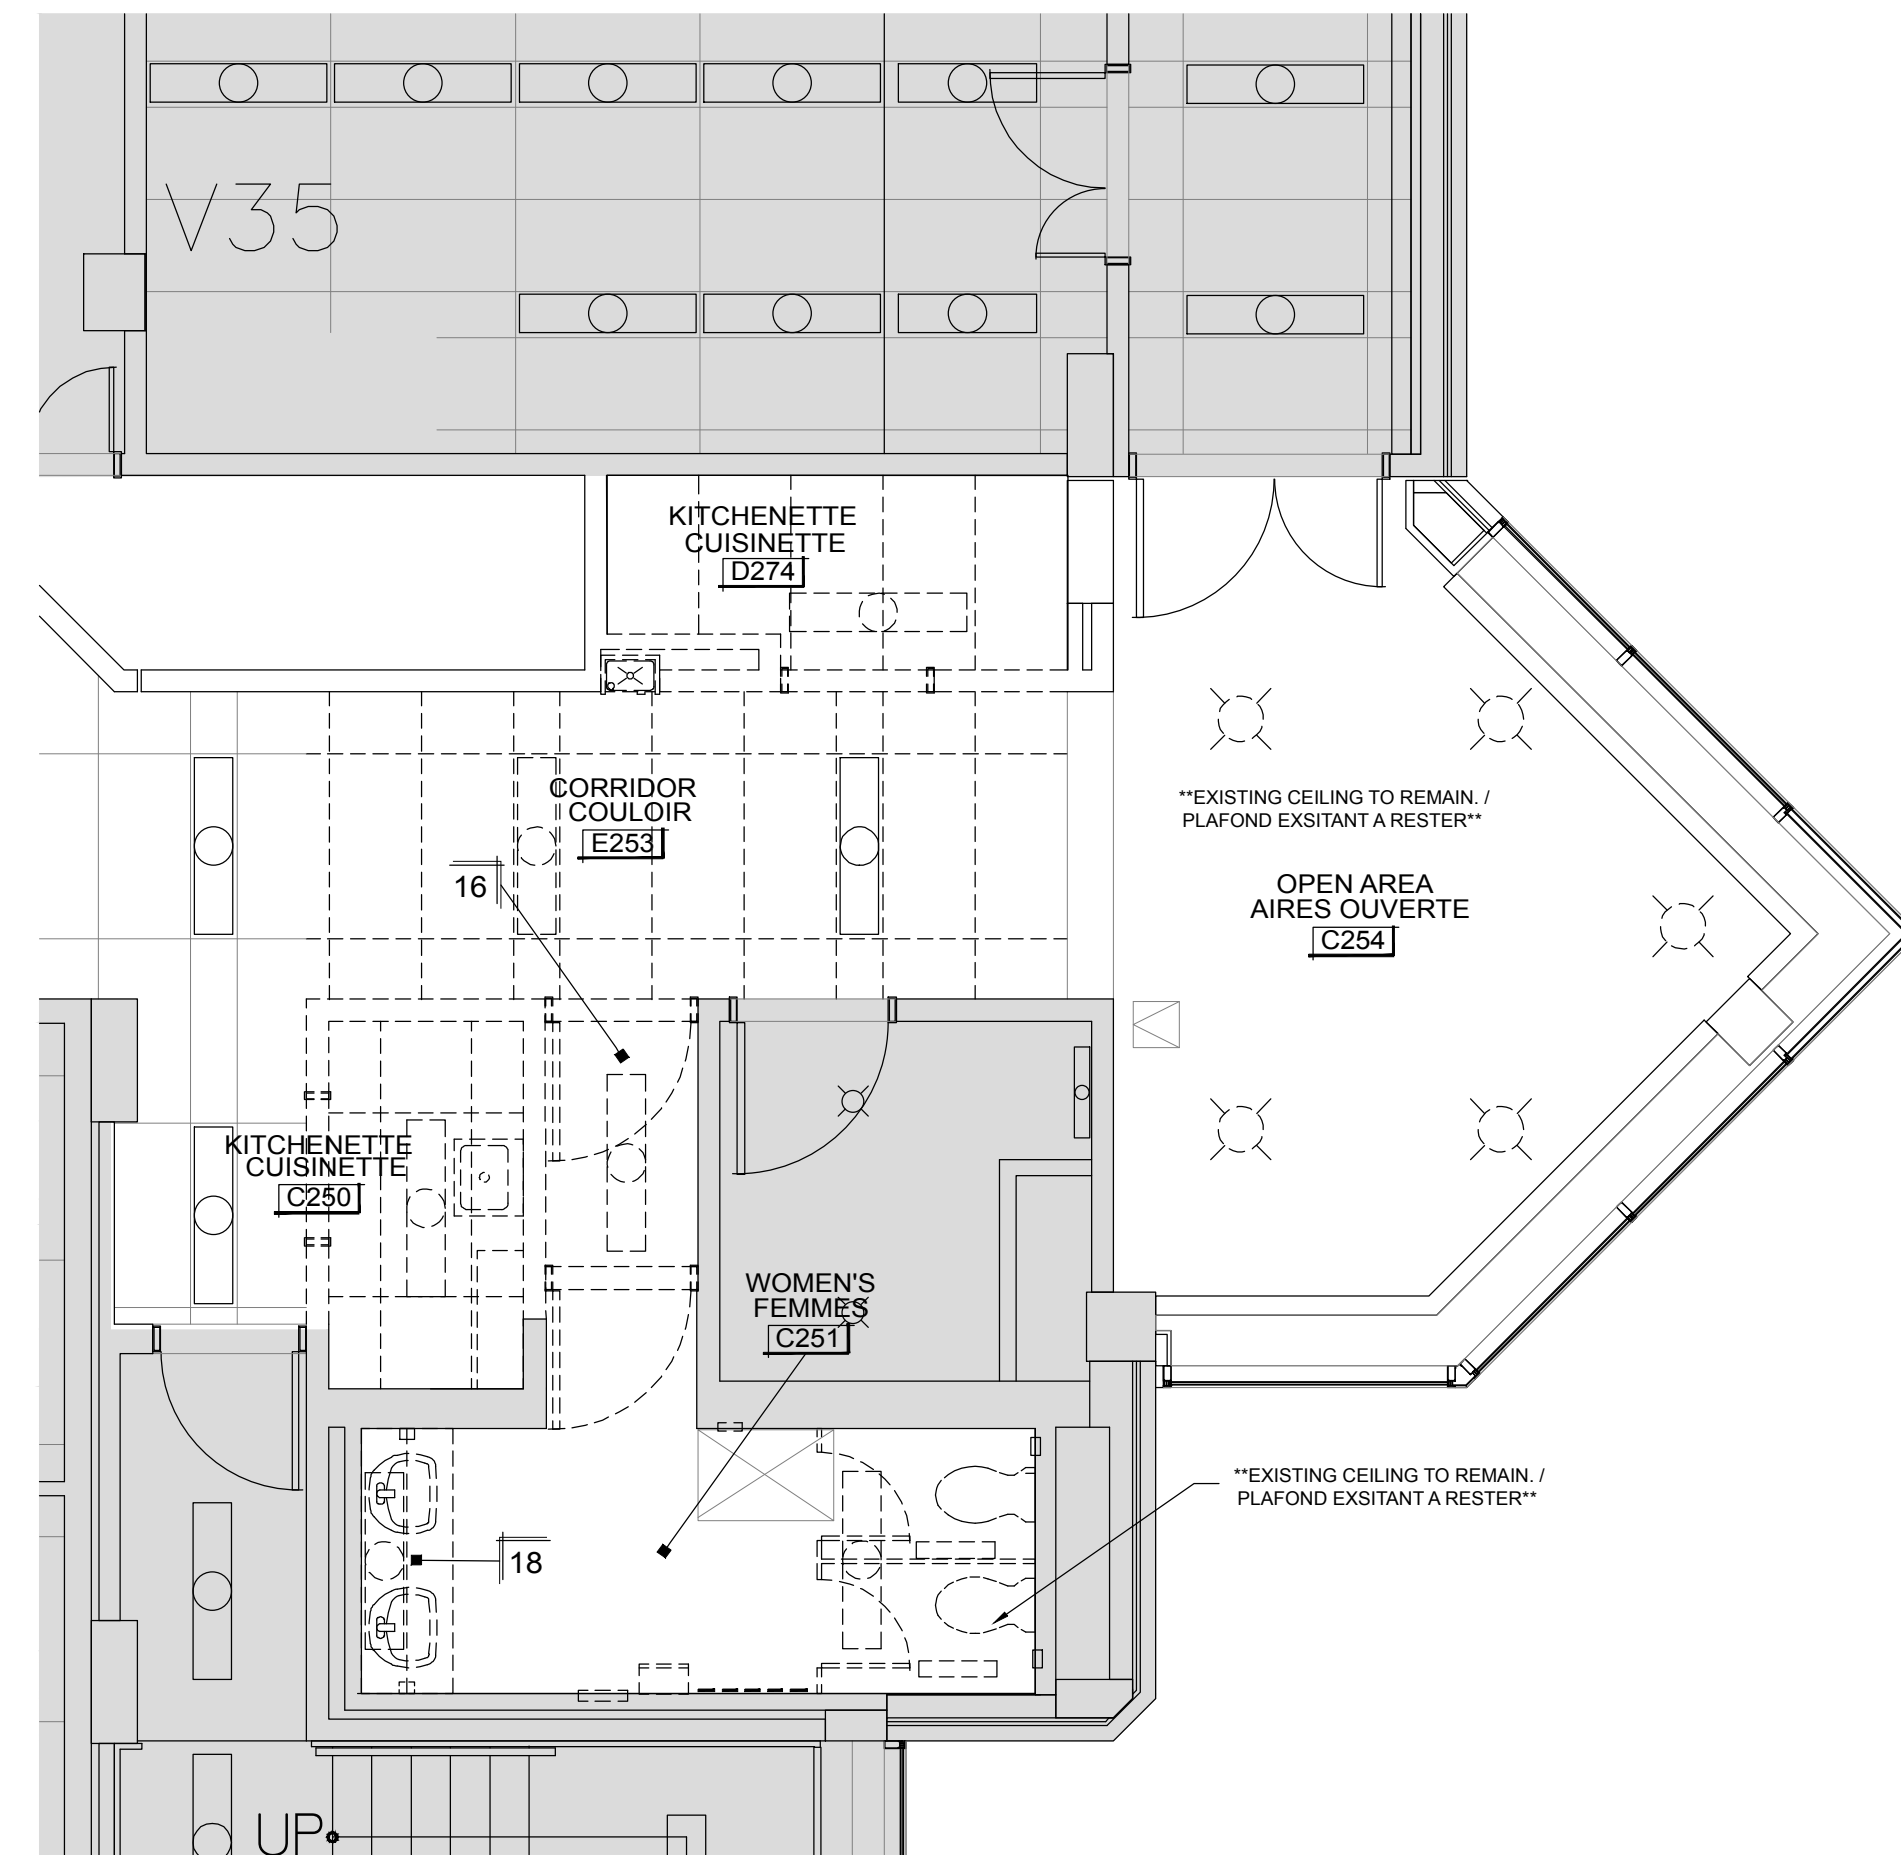 V35
KITCHENETTE
CUISINETTE
D274
CORRIDOR
COULOIR
E253
16
**EXISTING CEILING TO REMAIN. /
PLAFOND EXSITANT A RESTER**
OPEN AREA
AIRES OUVERTE
C254
KITCHENETTE
CUISINETTE
C250
WOMEN'S
FEMMES
C251
**EXISTING CEILING TO REMAIN. /
PLAFOND EXSITANT A RESTER**
18
UP